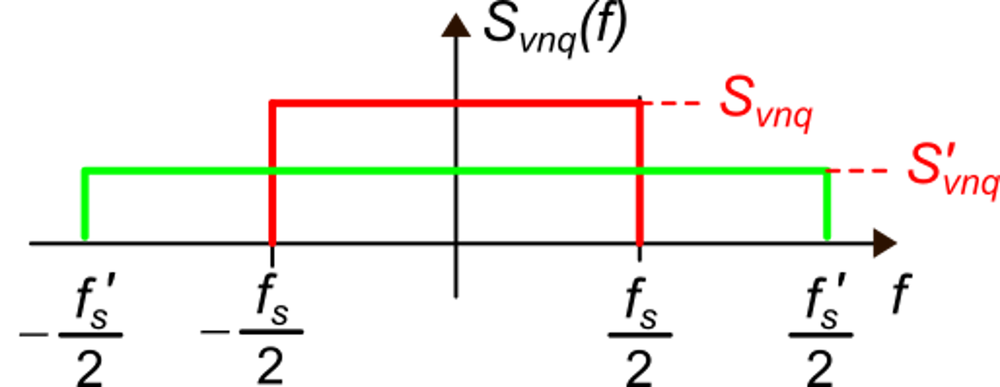 S_vnq(f)
S_vnq
S'_vnq
-f_s'/2 -f_s/2 f_s/2 f_s'/2 f